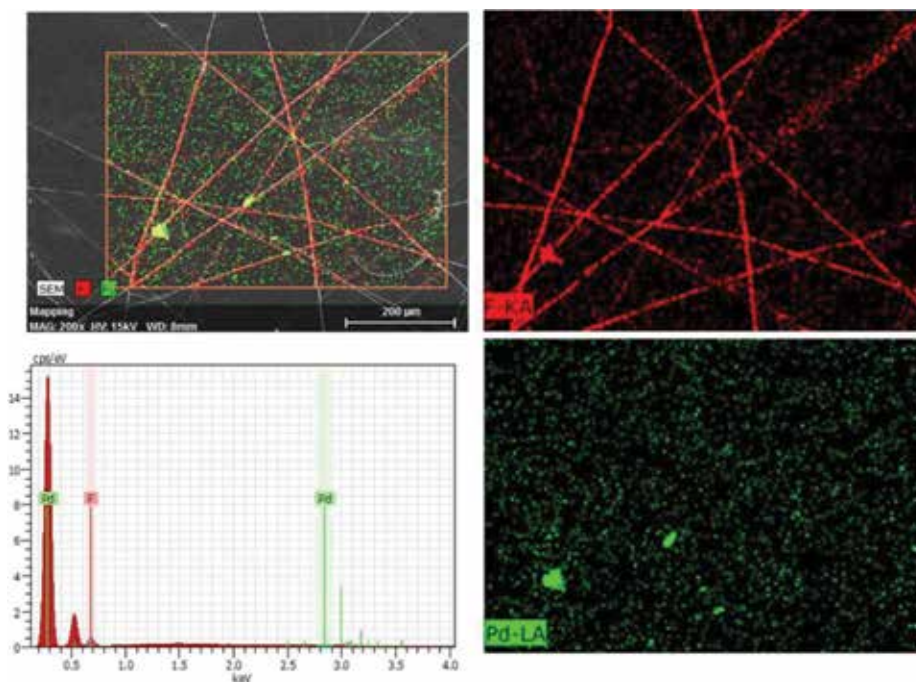 SEM F
Mapping
MAG: 200x HV: 15kV WD: 8mm
200 µm
F-KA
cps/eV
14
12
10
8
6
4
2
0
Pd F Pd
0.5 1.0 1.5 2.0 2.5 3.0 3.5 4.0
keV
Pd-LA